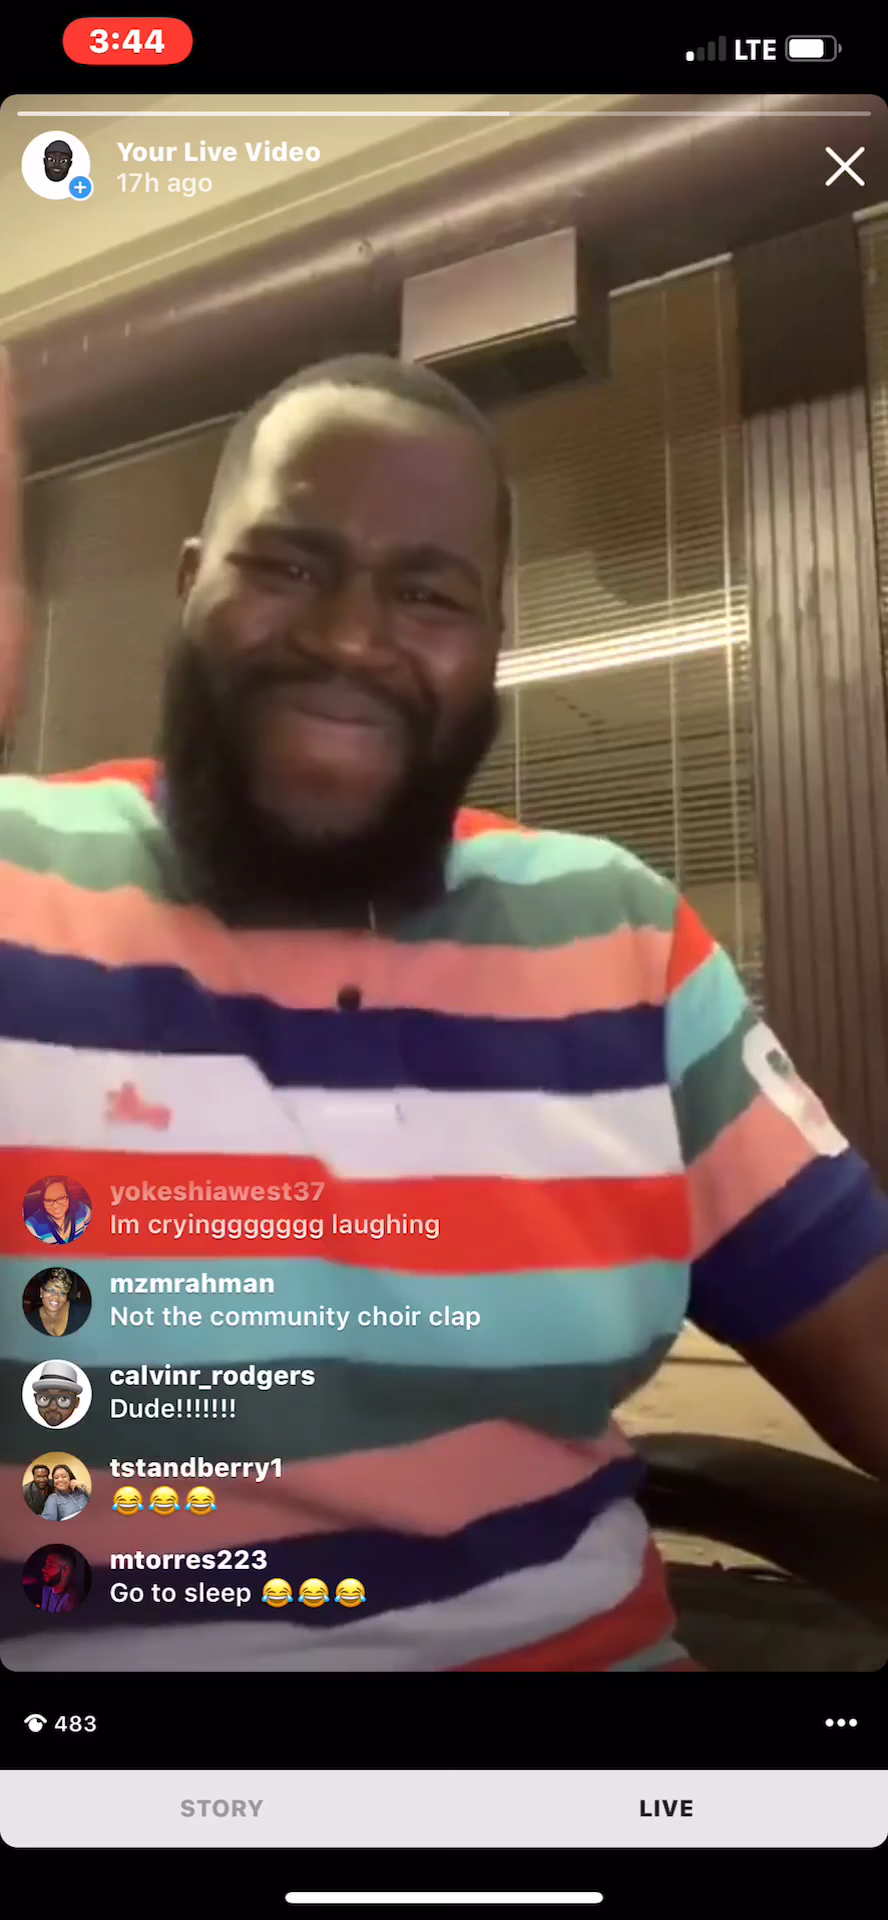 3:44
LTE
Your Live Video
17h ago
yokeshiawest37
Im cryinggggggg laughing
mzmrahman
Not the community choir clap
calvinr_rodgers
Dude!!!!!!!
tstandberry1
😂😂😂
mtorres223
Go to sleep 😂😂😂
483
STORY
LIVE